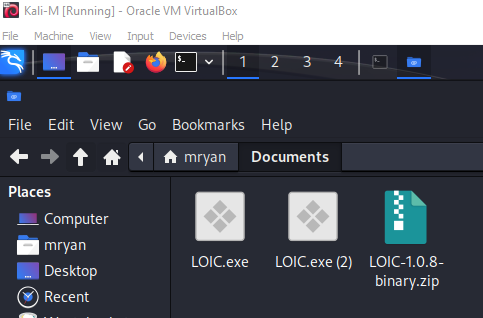 Kali-M [Running] - Oracle VM VirtualBox
File Machine View Input Devices Help
1 2 3 4
File Edit View Go Bookmarks Help
mryan Documents
Places
Computer
mryan
Desktop
Recent
LOIC.exe LOIC.exe (2) LOIC-1.0.8-
binary.zip